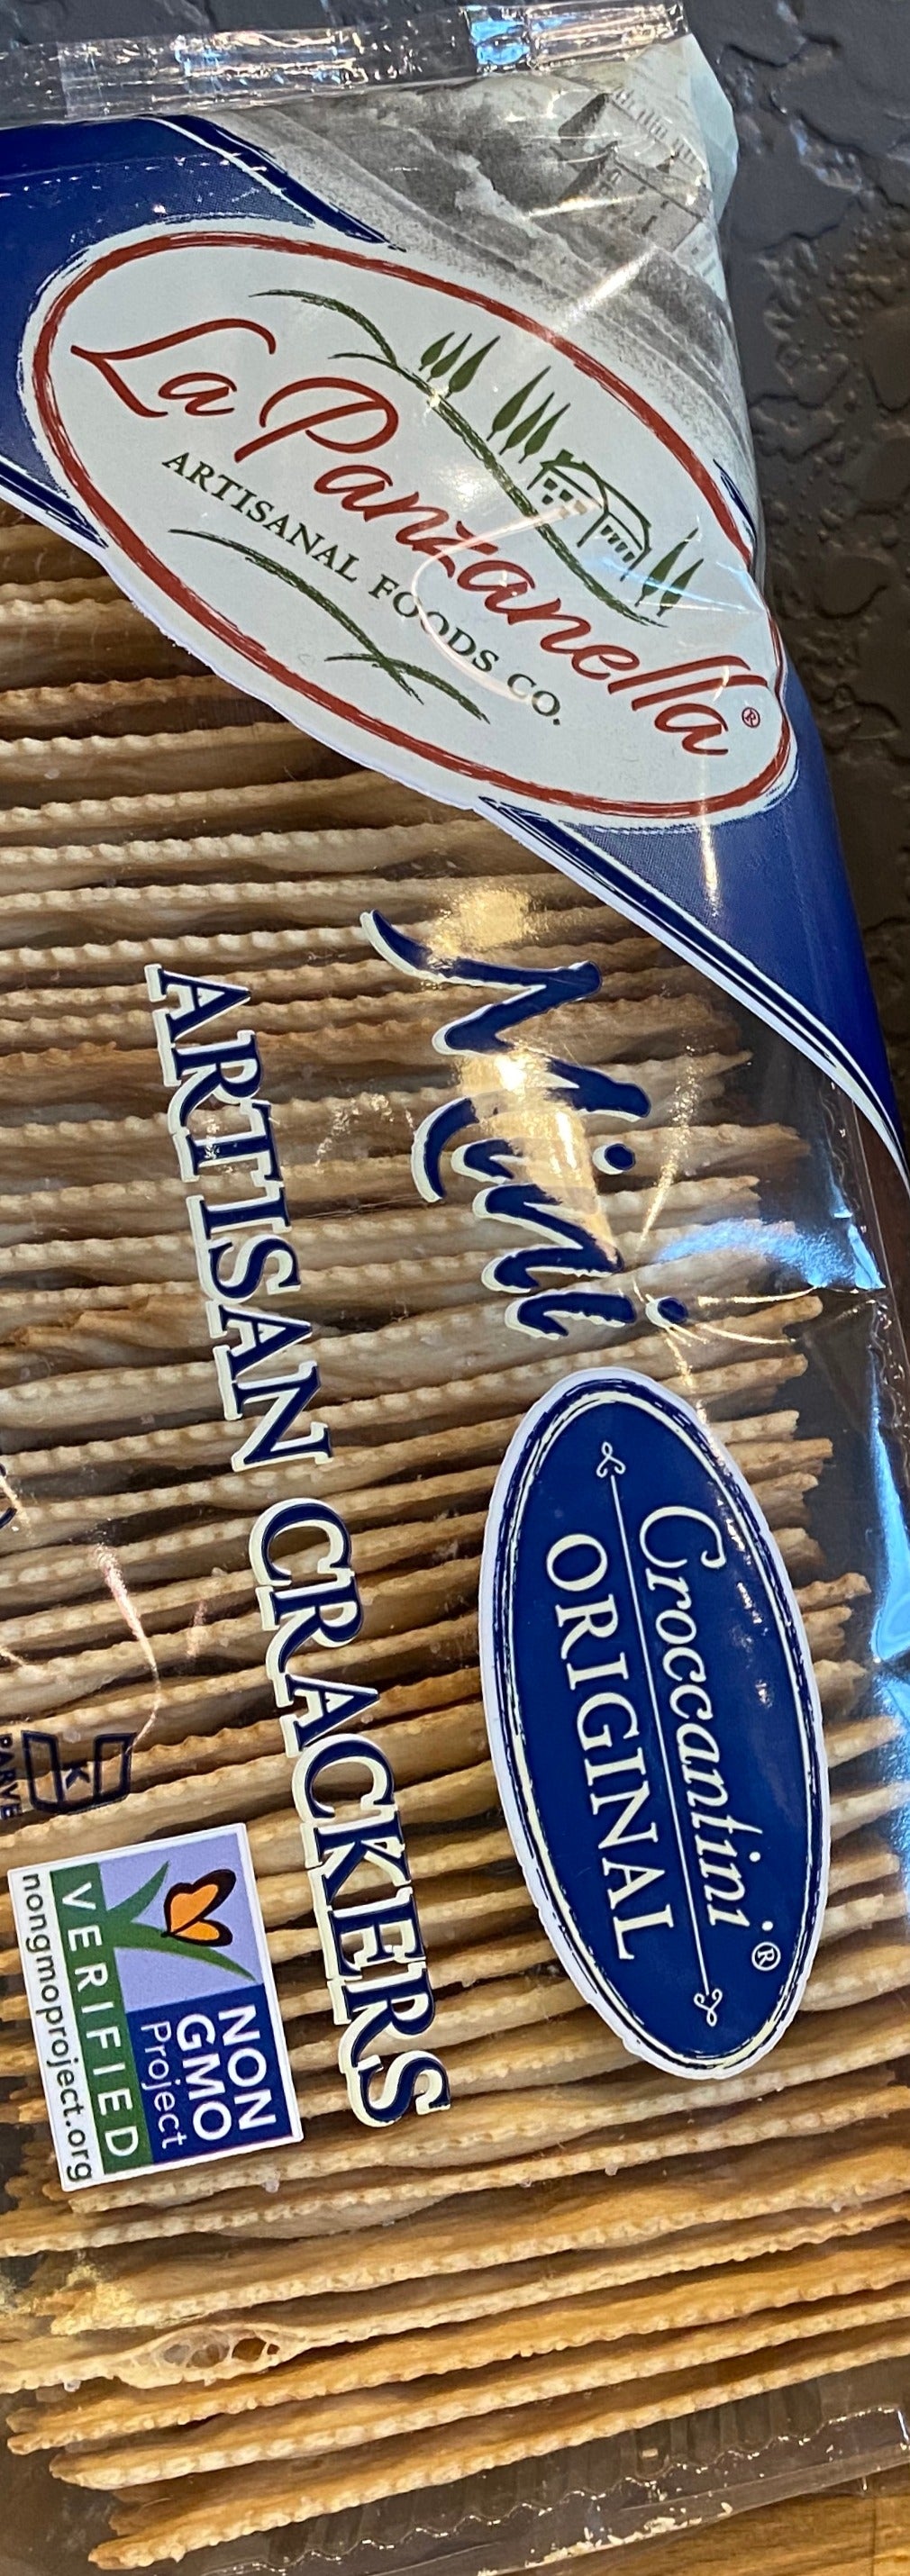 La Panzanella®
ARTISANAL FOODS CO.
Mini
Croccantini®
ORIGINAL
ARTISAN CRACKERS
K
PARVE
NON
GMO
Project
VERIFIED
nongmoproject.org